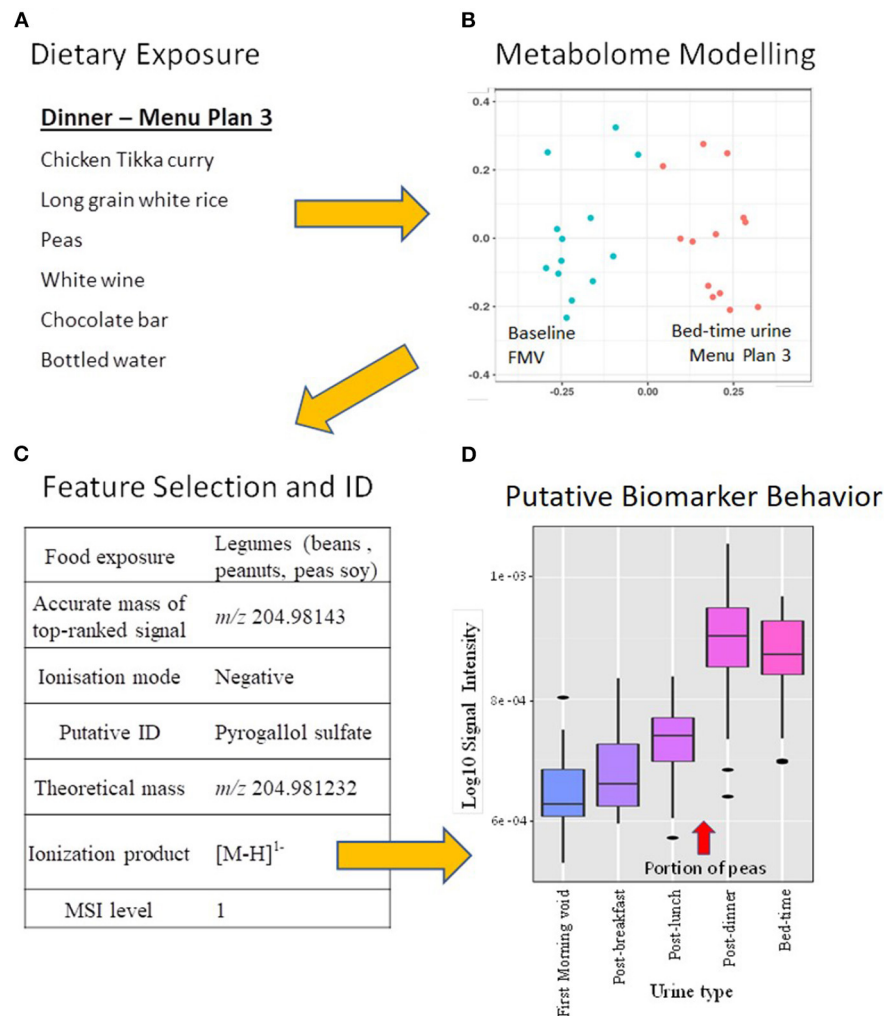 A
Dietary Exposure
Dinner – Menu Plan 3
Chicken Tikka curry
Long grain white rice
Peas
White wine
Chocolate bar
Bottled water
B
Metabolome Modelling
0.4
0.2
0.0
-0.2
-0.4
Baseline
FMV
Bed-time urine
Menu Plan 3
-0.25
0.00
0.25
C
Feature Selection and ID
Food exposure
Legumes (beans ,
peanuts, peas soy)
Accurate mass of
top-ranked signal
m/z 204.98143
Ionisation mode
Negative
Putative ID
Pyrogallol sulfate
Theoretical mass
m/z 204.981232
Ionization product
[M-H]1-
MSI level
1
D
Putative Biomarker Behavior
Log10 Signal Intensity
1e-03
8e-04
6e-04
Portion of peas
First Morning void
Post-breakfast
Post-lunch
Post-dinner
Bed-time
Urine type